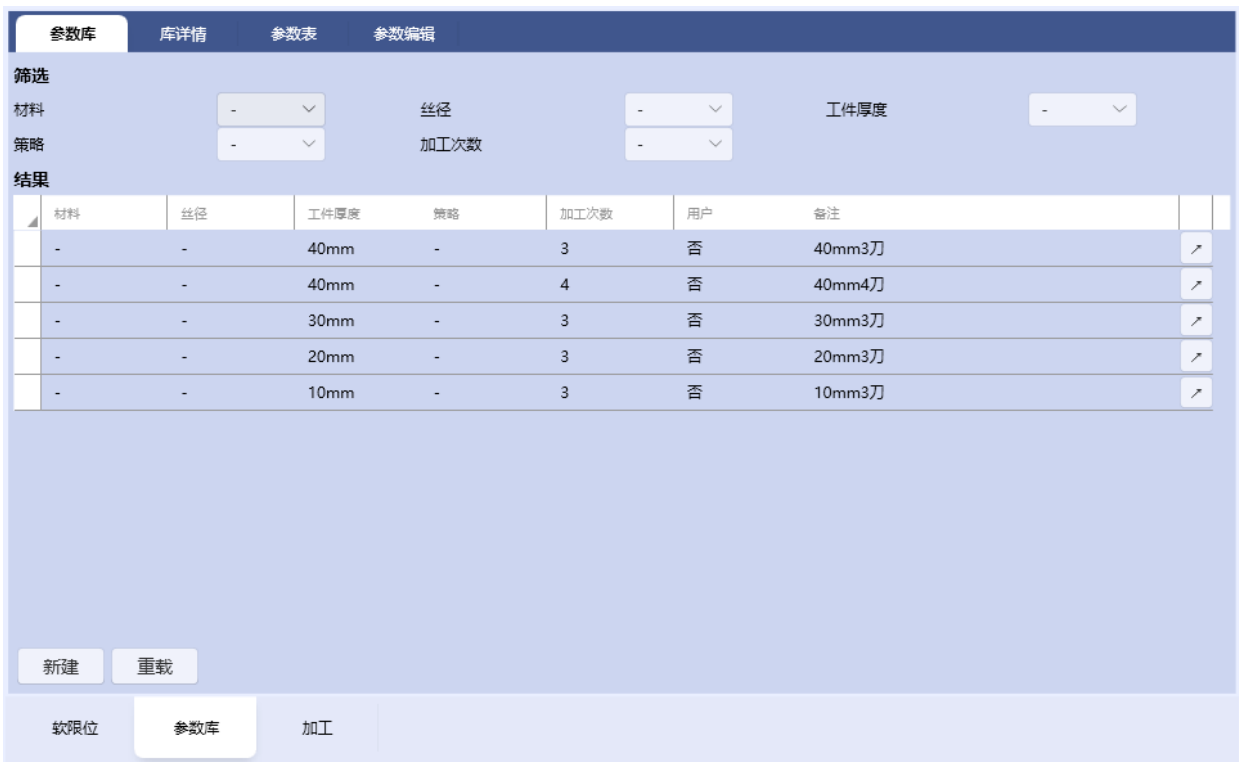 参数库 库详情 参数表 参数编辑
筛选
材料 - 丝径 - 工件厚度 -
策略 - 加工次数 -
结果
材料 丝径 工件厚度 策略 加工次数 用户 备注
- - 40mm - 3 否 40mm3刀
- - 40mm - 4 否 40mm4刀
- - 30mm - 3 否 30mm3刀
- - 20mm - 3 否 20mm3刀
- - 10mm - 3 否 10mm3刀
新建 重载
软限位 参数库 加工